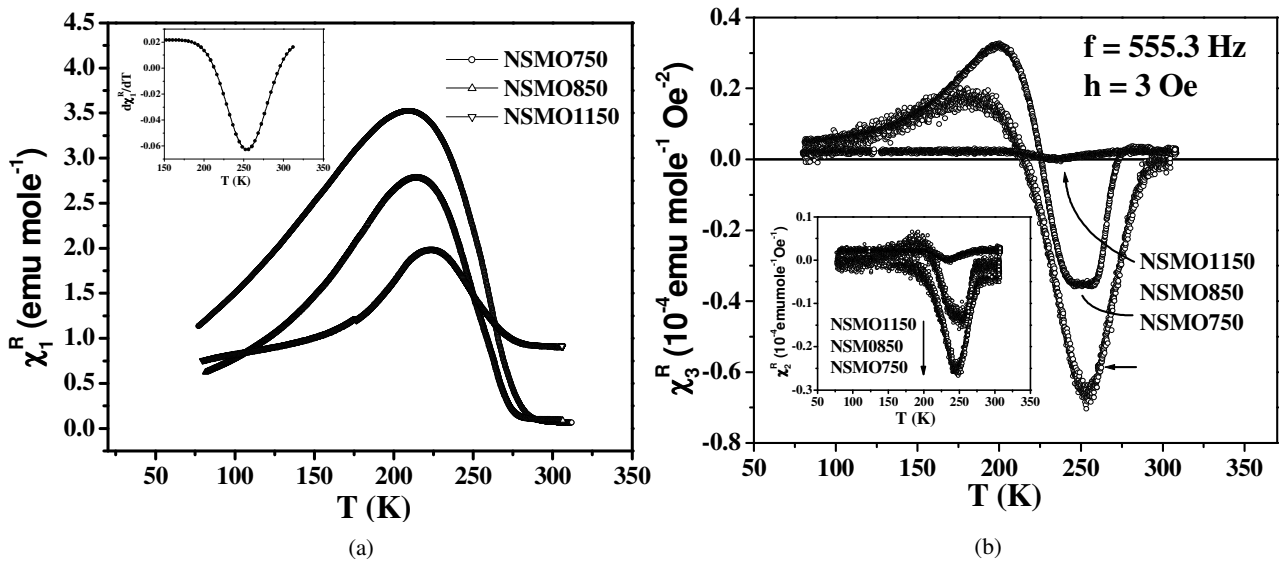 4.5
4.0
3.5
3.0
2.5
2.0
1.5
1.0
0.5
0.0
χ₁ᴿ (emu mole⁻¹)
0.02
0.00
-0.02
-0.04
-0.06
dχ₁ᴿ/dT
150 200 250 300 350
T (K)
NSMO750
NSMO850
NSMO1150
50 100 150 200 250 300 350
T (K)
(a)
0.4
0.2
0.0
-0.2
-0.4
-0.6
-0.8
χ₃ᴿ (10⁻⁴ emu mole⁻¹ Oe⁻²)
f = 555.3 Hz
h = 3 Oe
NSMO1150
NSMO850
NSMO750
0.1
0.0
-0.1
-0.2
-0.3
χ₂ᴿ (10⁻⁴ emumole⁻¹Oe⁻¹)
NSMO1150
NSM0850
NSMO750
50 100 150 200 250 300 350
T (K)
50 100 150 200 250 300 350
T (K)
(b)